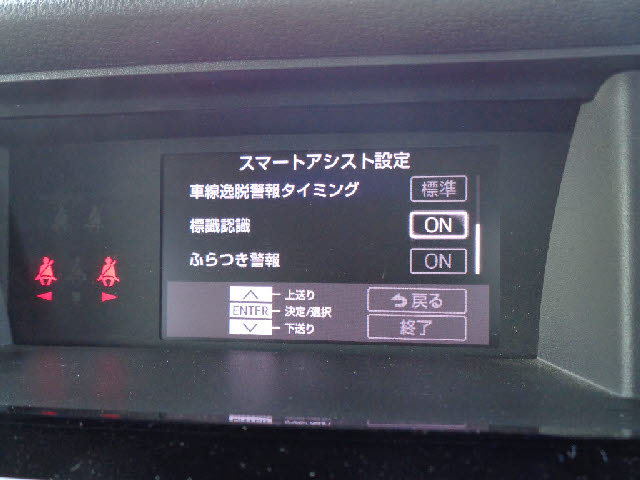 スマートアシスト設定
車線逸脱警報タイミング 標準
標識認識 ON
ふらつき警報 ON
上送り 戻る
ENTER 決定/選択
下送り 終了